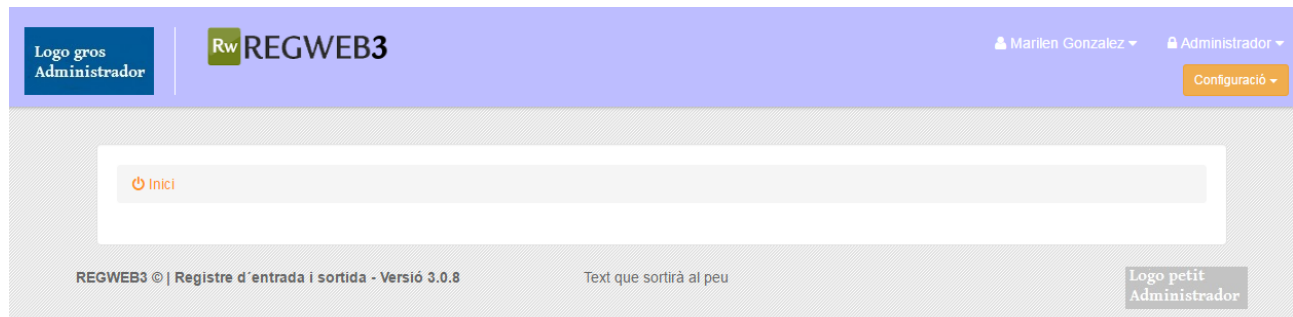 Logo gros
Administrador
Rw REGWEB3
Marilen Gonzalez
Administrador
Configuració
Inici
REGWEB3 © | Registre d´entrada i sortida - Versió 3.0.8
Text que sortirà al peu
Logo petit
Administrador